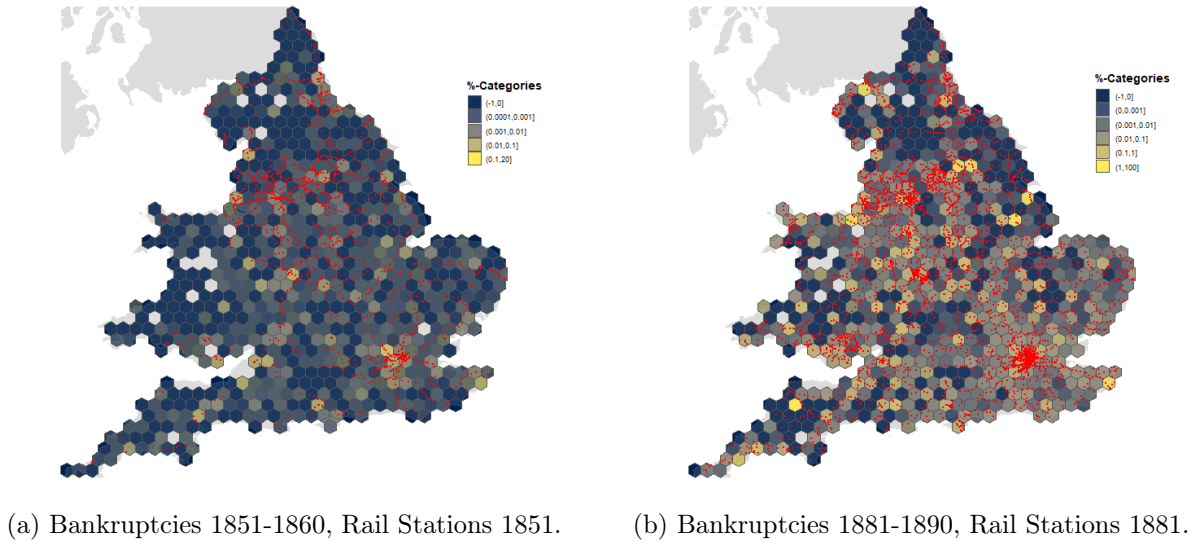 %-Categories
(-1,0]
(0.0001,0.001]
(0.001,0.01]
(0.01,0.1]
(0.1,20]
%-Categories
(-1,0]
(0,0.001]
(0.001,0.01]
(0.01,0.1]
(0.1,1]
(1,100]
(a) Bankruptcies 1851-1860, Rail Stations 1851.
(b) Bankruptcies 1881-1890, Rail Stations 1881.